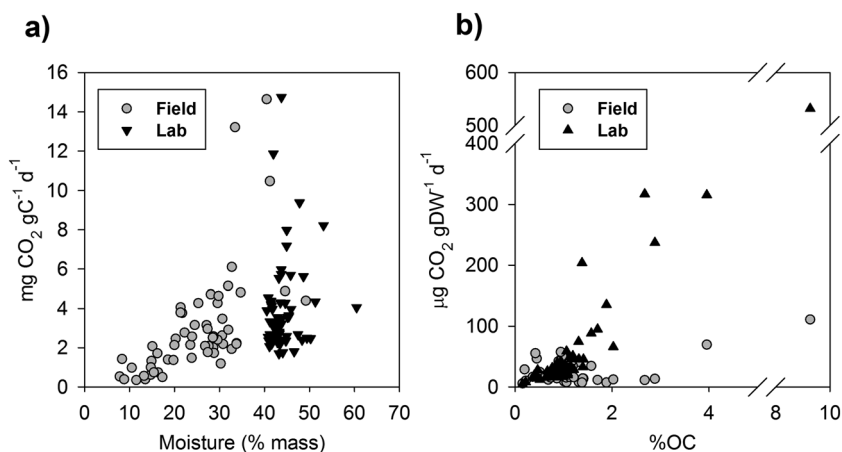 a)
16
14
12
10
8
6
4
2
0
mg CO₂ gC⁻¹ d⁻¹
Field
Lab
0 10 20 30 40 50 60 70
Moisture (% mass)
b)
600
500
400
300
200
100
0
µg CO₂ gDW⁻¹ d⁻¹
Field
Lab
0 2 4 8 10
%OC